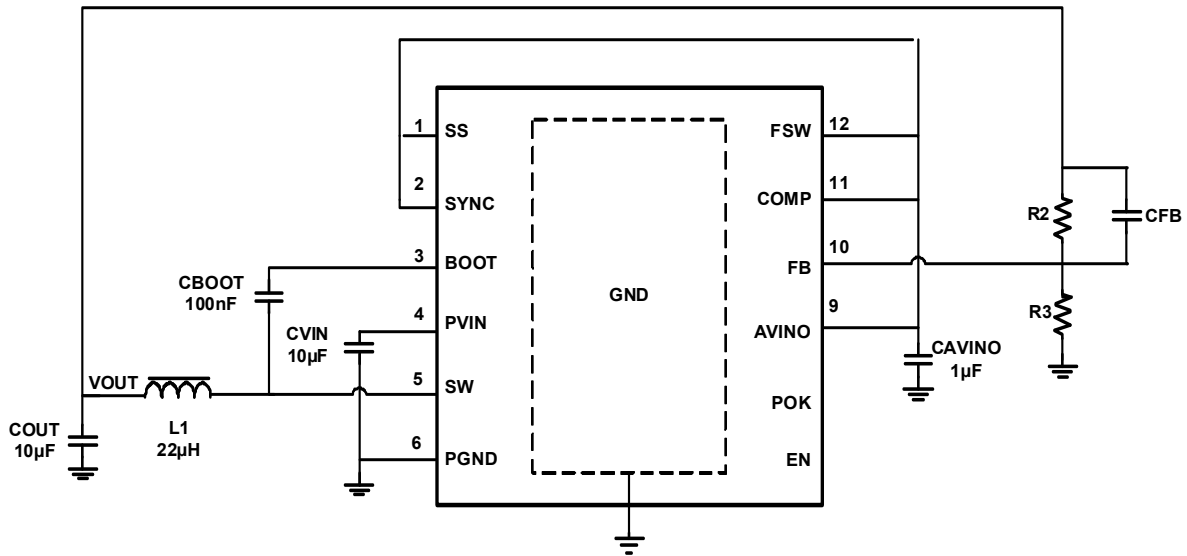 1
SS
FSW
12
2
SYNC
COMP
11
3
BOOT
FB
10
CBOOT
100nF
GND
4
PVIN
AVINO
9
CVIN
10µF
5
SW
POK
6
PGND
EN
VOUT
L1
22µH
COUT
10µF
CAVINO
1µF
R2
CFB
R3